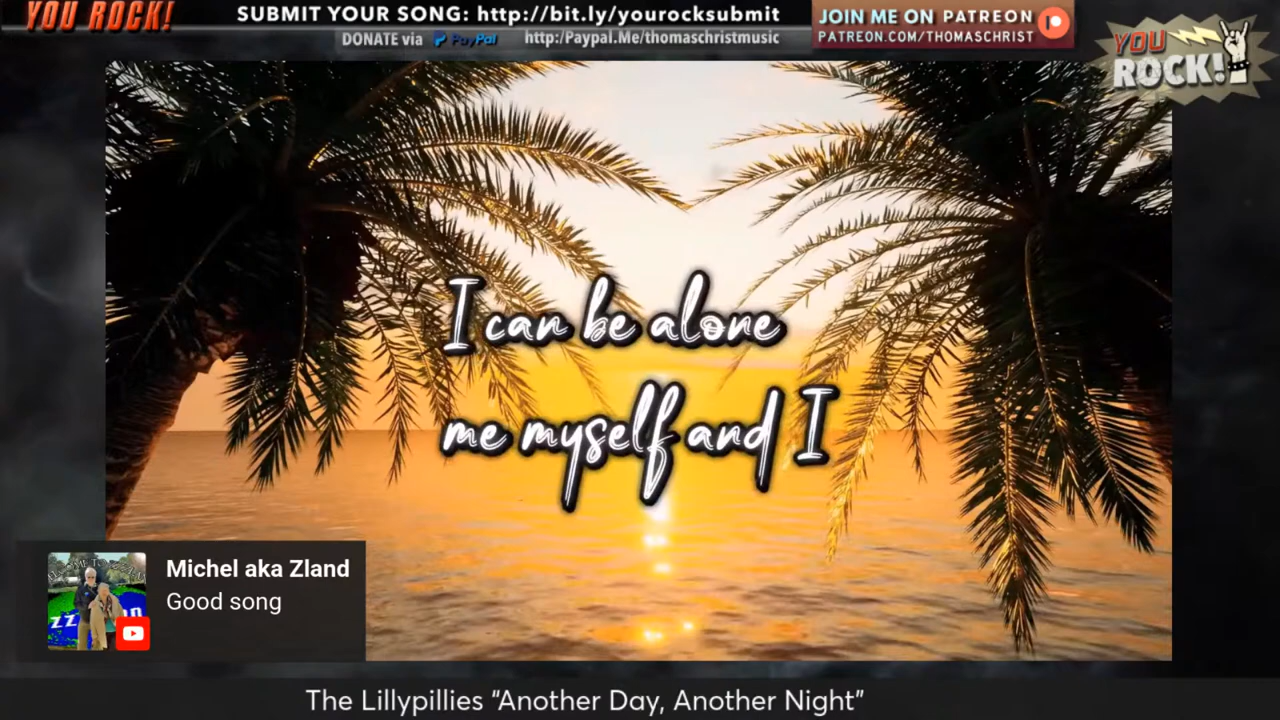 YOU ROCK!
SUBMIT YOUR SONG: http://bit.ly/yourocksubmit
DONATE via PayPal http:/Paypal.Me/thomaschristmusic
JOIN ME ON PATREON
PATREON.COM/THOMASCHRIST
YOU
ROCK!
I can be alone
me myself and I
Michel aka Zland
Good song
The Lillypillies “Another Day, Another Night”